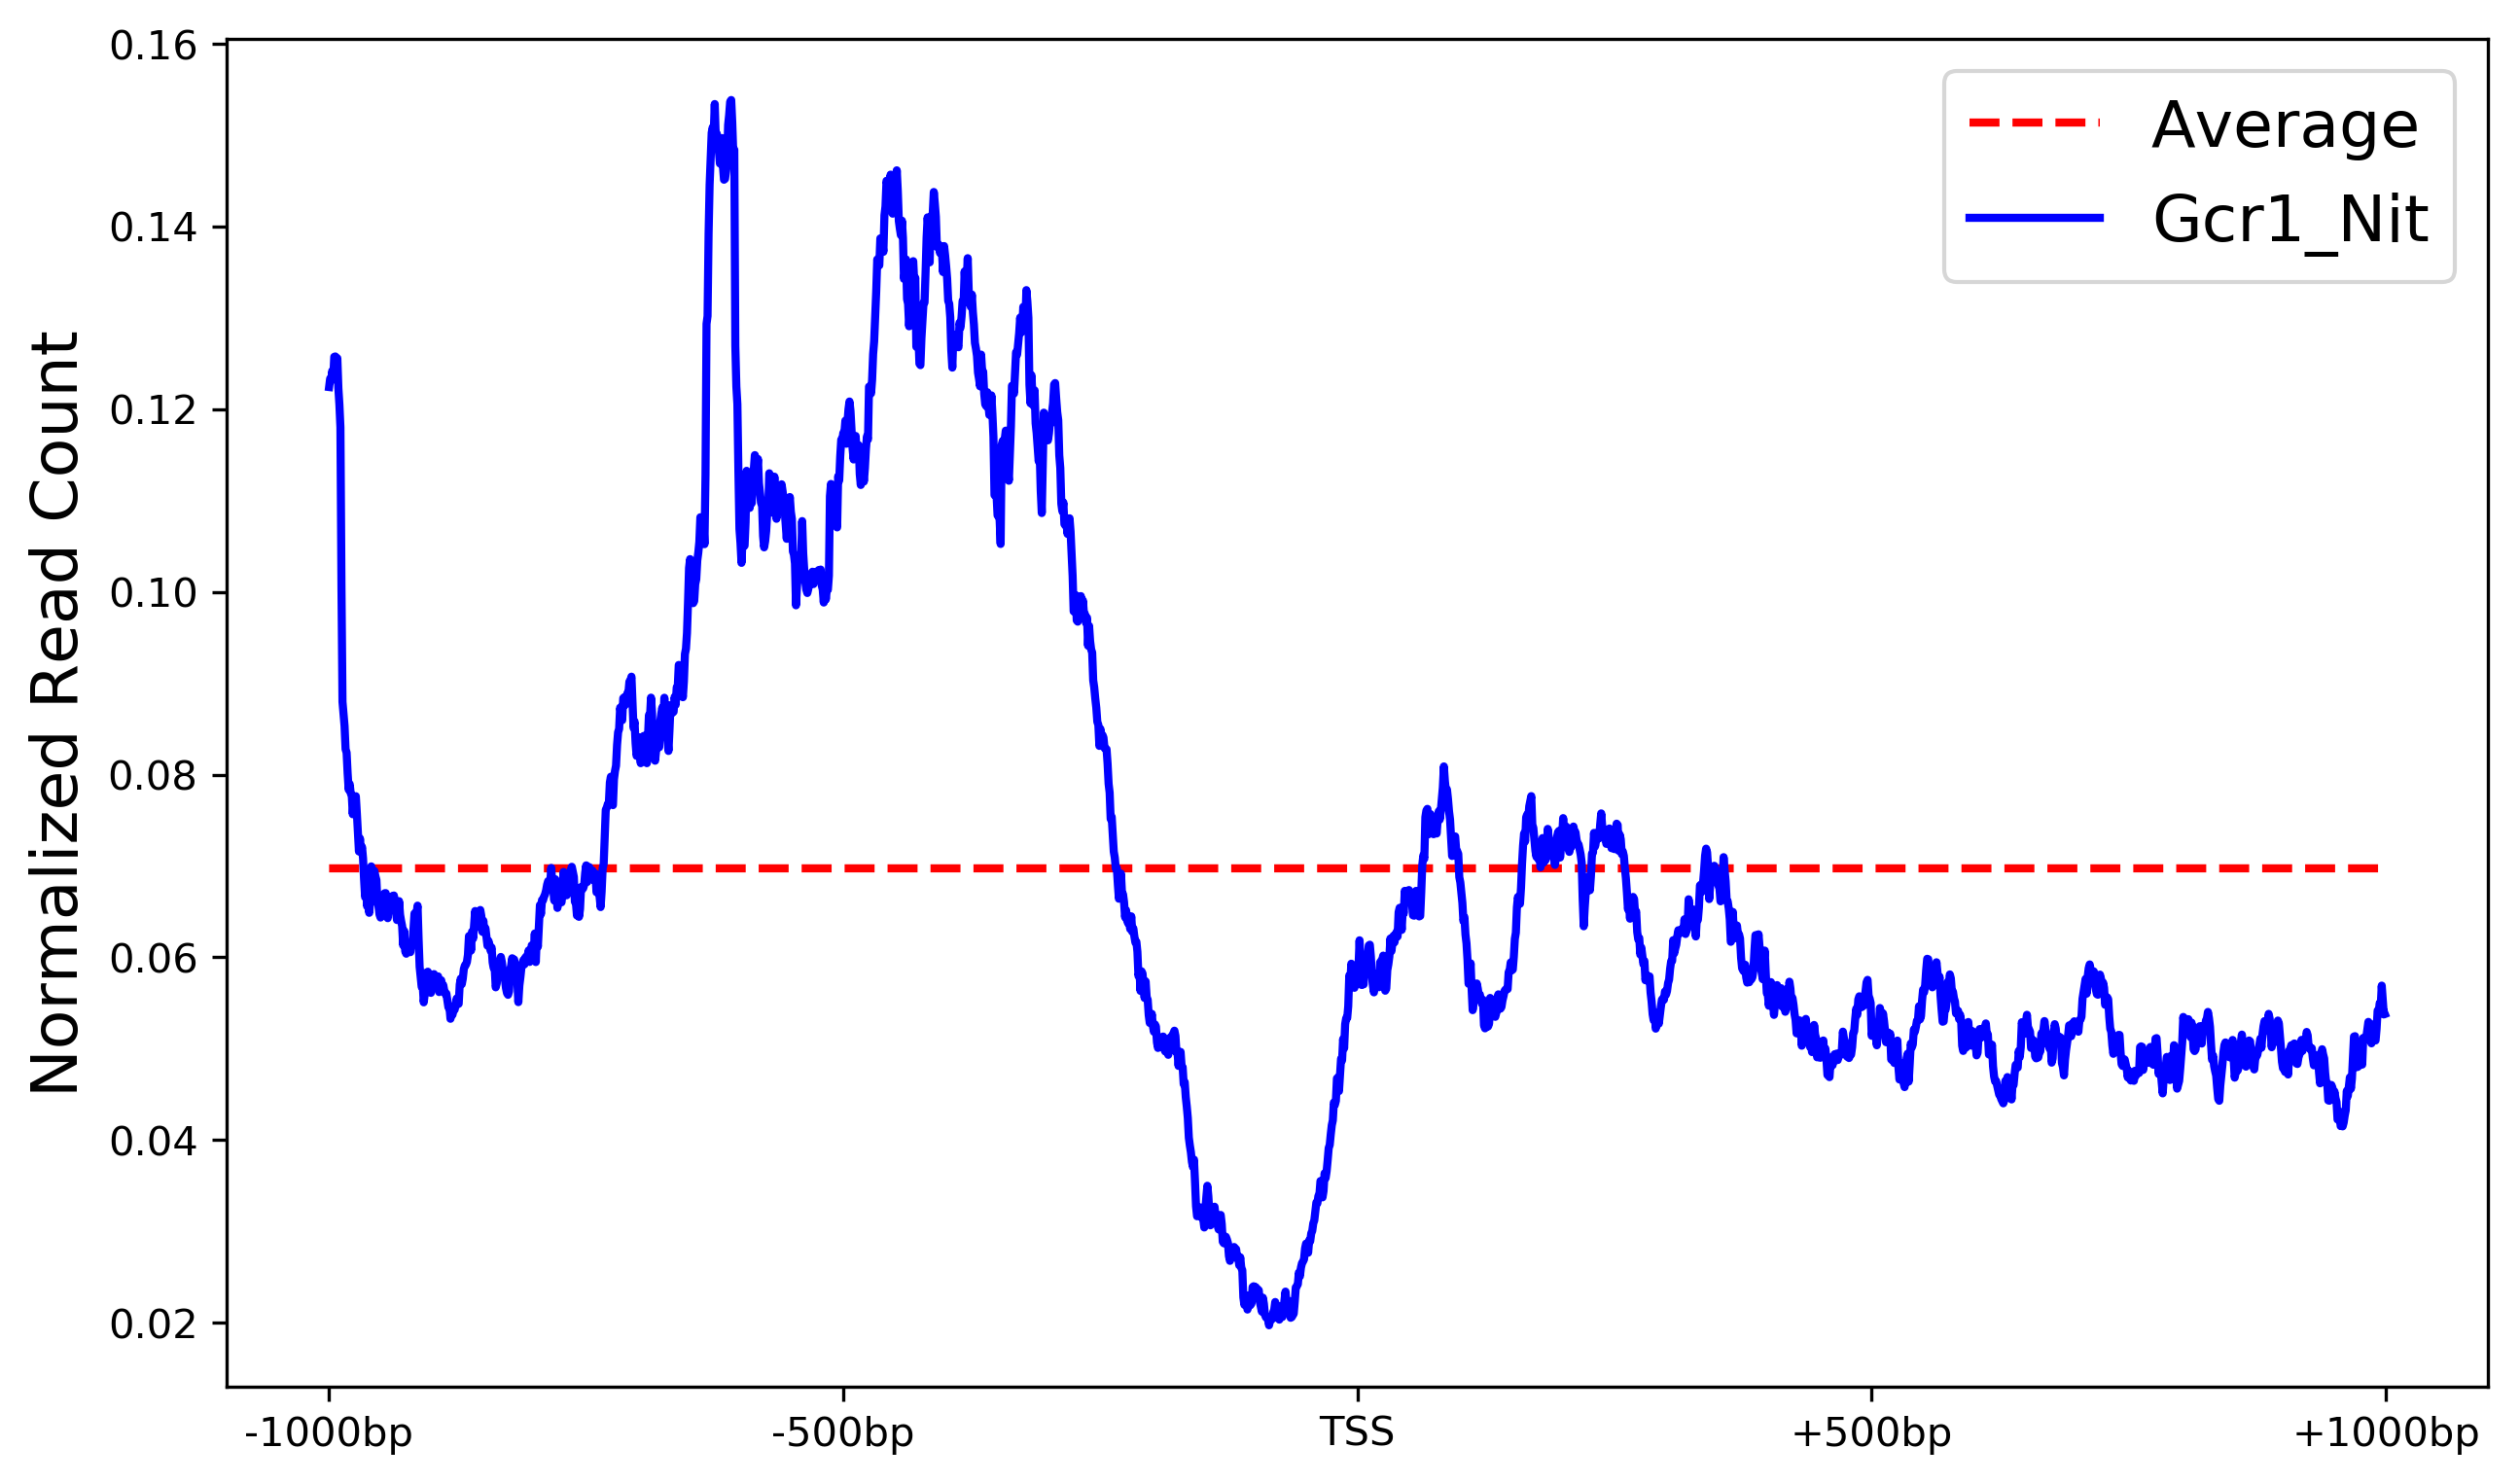 Normalized Read Count
0.16
0.14
0.12
0.10
0.08
0.06
0.04
0.02
-1000bp
-500bp
TSS
+500bp
+1000bp
Average
Gcr1_Nit